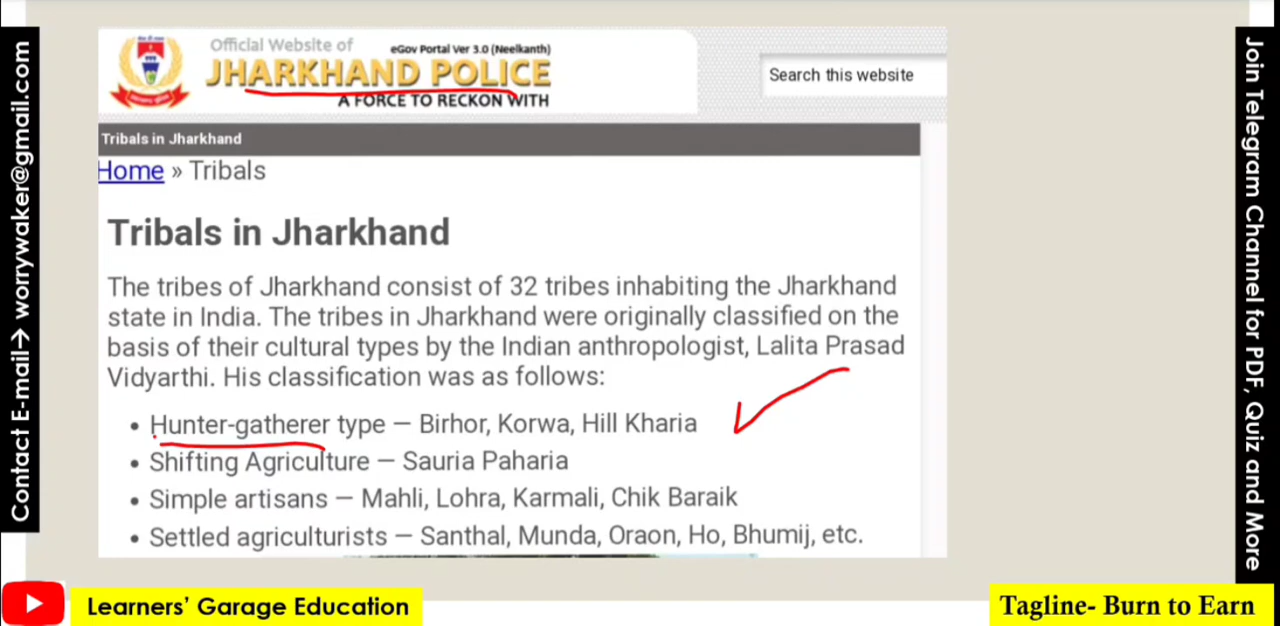 Official Website of
eGov Portal Ver 3.0 (Neelkanth)
JHARKHAND POLICE
A FORCE TO RECKON WITH
Search this website
Tribals in Jharkhand
Home » Tribals
Tribals in Jharkhand
The tribes of Jharkhand consist of 32 tribes inhabiting the Jharkhand
state in India. The tribes in Jharkhand were originally classified on the
basis of their cultural types by the Indian anthropologist, Lalita Prasad
Vidyarthi. His classification was as follows:
• Hunter-gatherer type — Birhor, Korwa, Hill Kharia
• Shifting Agriculture — Sauria Paharia
• Simple artisans — Mahli, Lohra, Karmali, Chik Baraik
• Settled agriculturists — Santhal, Munda, Oraon, Ho, Bhumij, etc.
Contact E-mail→ worrywaker@gmail.com
Join Telegram Channel for PDF, Quiz and More
Learners’ Garage Education
Tagline- Burn to Earn